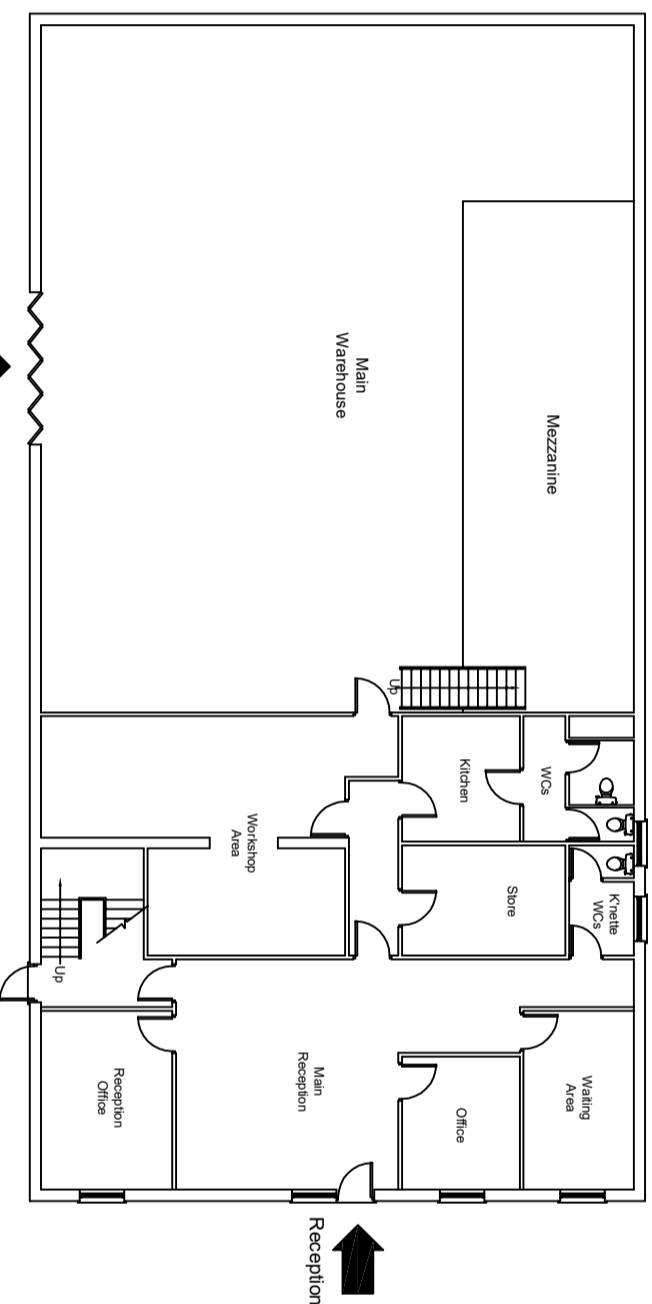 Main
Warehouse
Mezzanine
Up
Kitchen
WCs
Workshop
Area
Store
K'nette
WCs
Up
Reception
Office
Main
Reception
Office
Waiting
Area
Reception